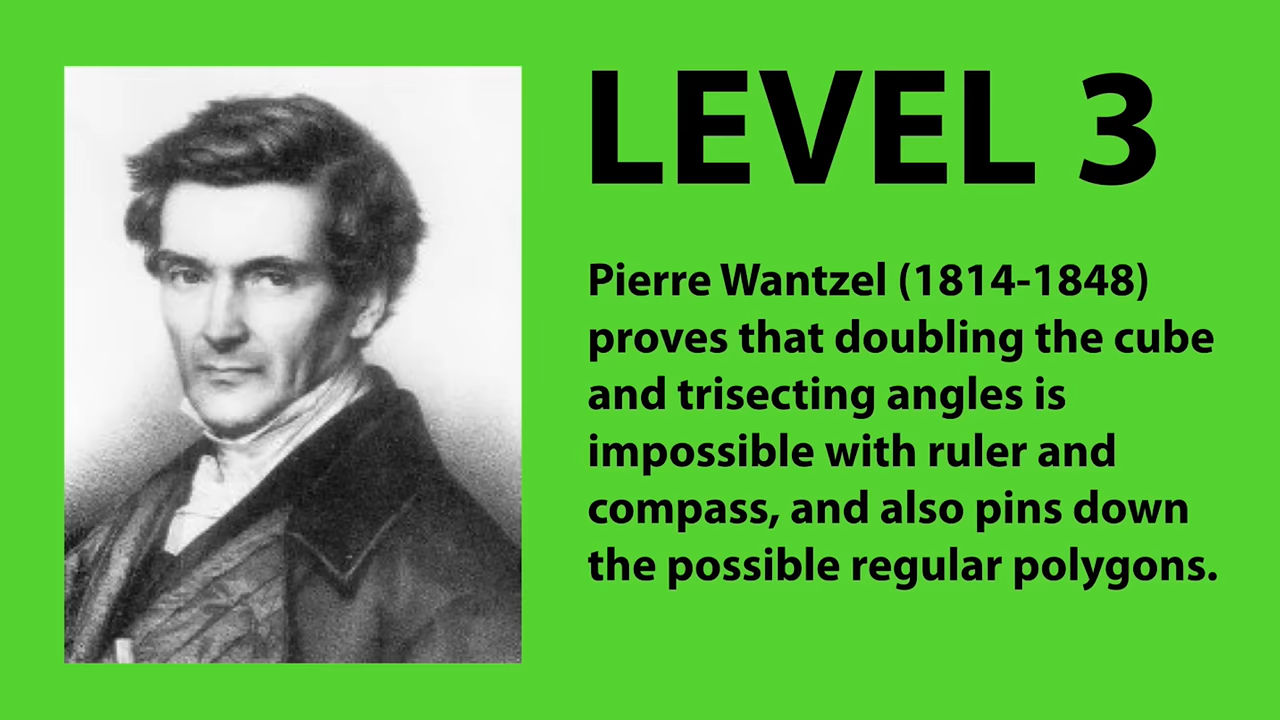 LEVEL 3
Pierre Wantzel (1814-1848)
proves that doubling the cube
and trisecting angles is
impossible with ruler and
compass, and also pins down
the possible regular polygons.